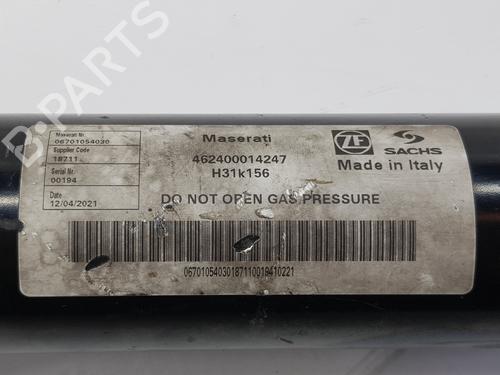 Maserati Nr.
06701054030
Supplier Code
18711
Serial Nr.
00194
Date
12/04/2021
Maserati
462400014247
H31k156
ZF
SACHS
Made in Italy
DO NOT OPEN GAS PRESSURE
0670105403018711001941022​1
B-PARTS